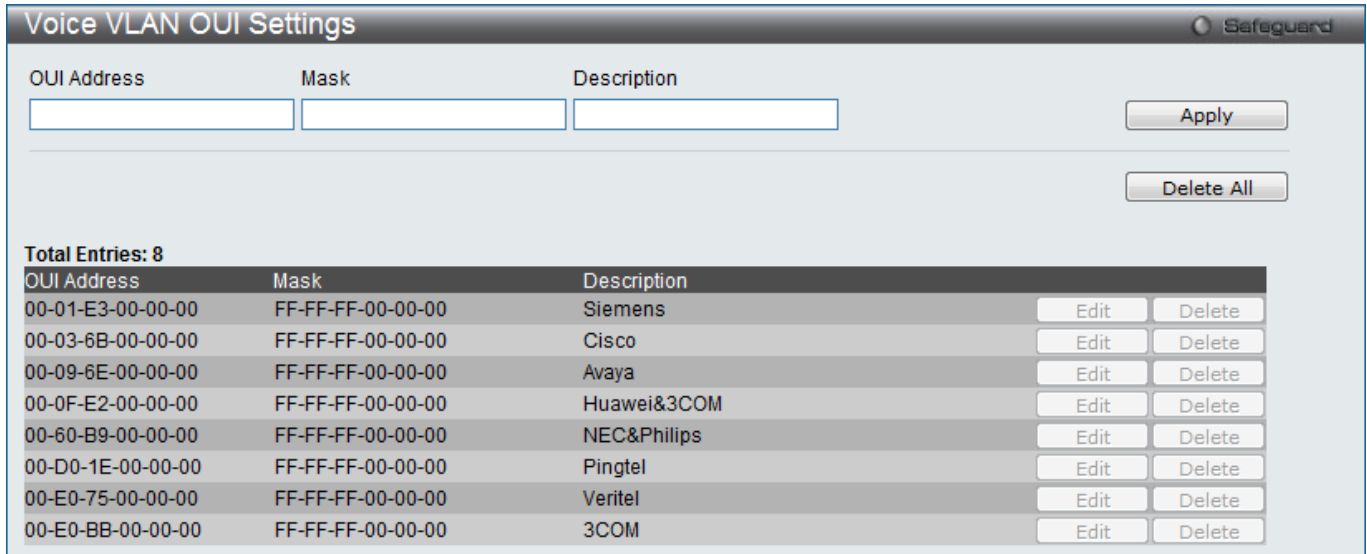 Voice VLAN OUI Settings Safeguard
OUI Address Mask Description
Apply
Delete All
Total Entries: 8
OUI Address Mask Description
00-01-E3-00-00-00 FF-FF-FF-00-00-00 Siemens Edit Delete
00-03-6B-00-00-00 FF-FF-FF-00-00-00 Cisco Edit Delete
00-09-6E-00-00-00 FF-FF-FF-00-00-00 Avaya Edit Delete
00-0F-E2-00-00-00 FF-FF-FF-00-00-00 Huawei&3COM Edit Delete
00-60-B9-00-00-00 FF-FF-FF-00-00-00 NEC&Philips Edit Delete
00-D0-1E-00-00-00 FF-FF-FF-00-00-00 Pingtel Edit Delete
00-E0-75-00-00-00 FF-FF-FF-00-00-00 Veritel Edit Delete
00-E0-BB-00-00-00 FF-FF-FF-00-00-00 3COM Edit Delete